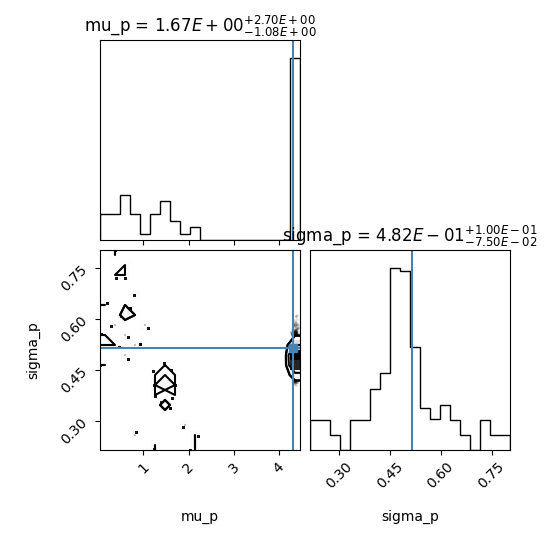 mu_p = 1.67E + 00^{+2.70E+00}_{-1.08E+00}
sigma_p = 4.82E − 01^{+1.00E−01}_{-7.50E−02}
sigma_p
0.75
0.60
0.45
0.30
1 2 3 4
0.30 0.45 0.60 0.75
mu_p
sigma_p